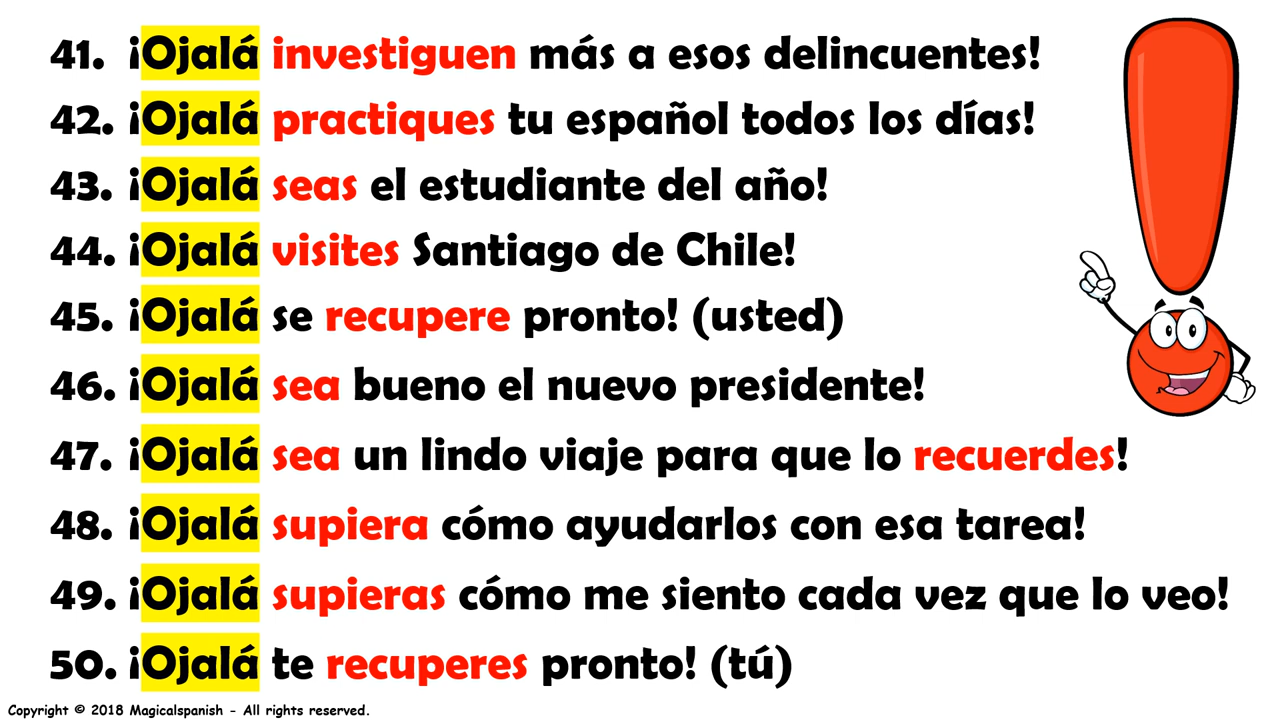 41. ¡Ojalá investiguen más a esos delincuentes!
42. ¡Ojalá practiques tu español todos los días!
43. ¡Ojalá seas el estudiante del año!
44. ¡Ojalá visites Santiago de Chile!
45. ¡Ojalá se recupere pronto! (usted)
46. ¡Ojalá sea bueno el nuevo presidente!
47. ¡Ojalá sea un lindo viaje para que lo recuerdes!
48. ¡Ojalá supiera cómo ayudarlos con esa tarea!
49. ¡Ojalá supieras cómo me siento cada vez que lo veo!
50. ¡Ojalá te recuperes pronto! (tú)
Copyright © 2018 Magicalspanish - All rights reserved.